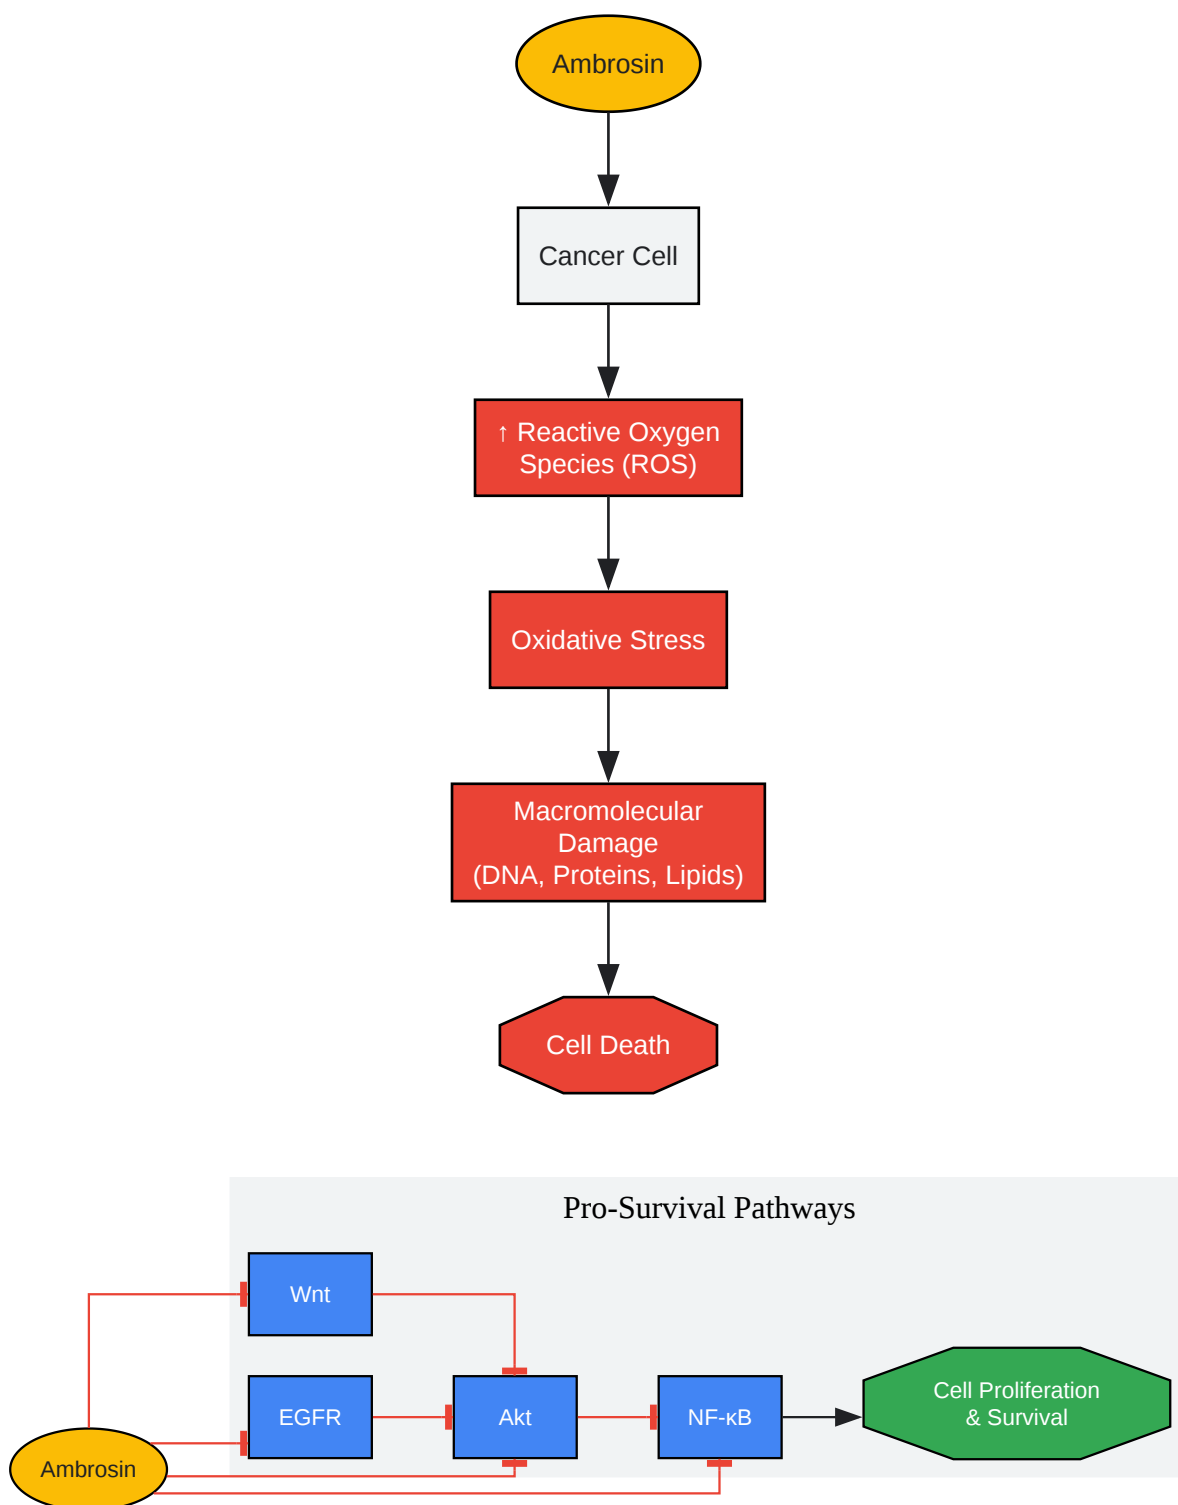 Ambrosin
Cancer Cell
↑ Reactive Oxygen
Species (ROS)
Oxidative Stress
Macromolecular
Damage
(DNA, Proteins, Lipids)
Cell Death
Pro-Survival Pathways
Wnt
EGFR
Akt
NF-κB
Cell Proliferation
& Survival
Ambrosin